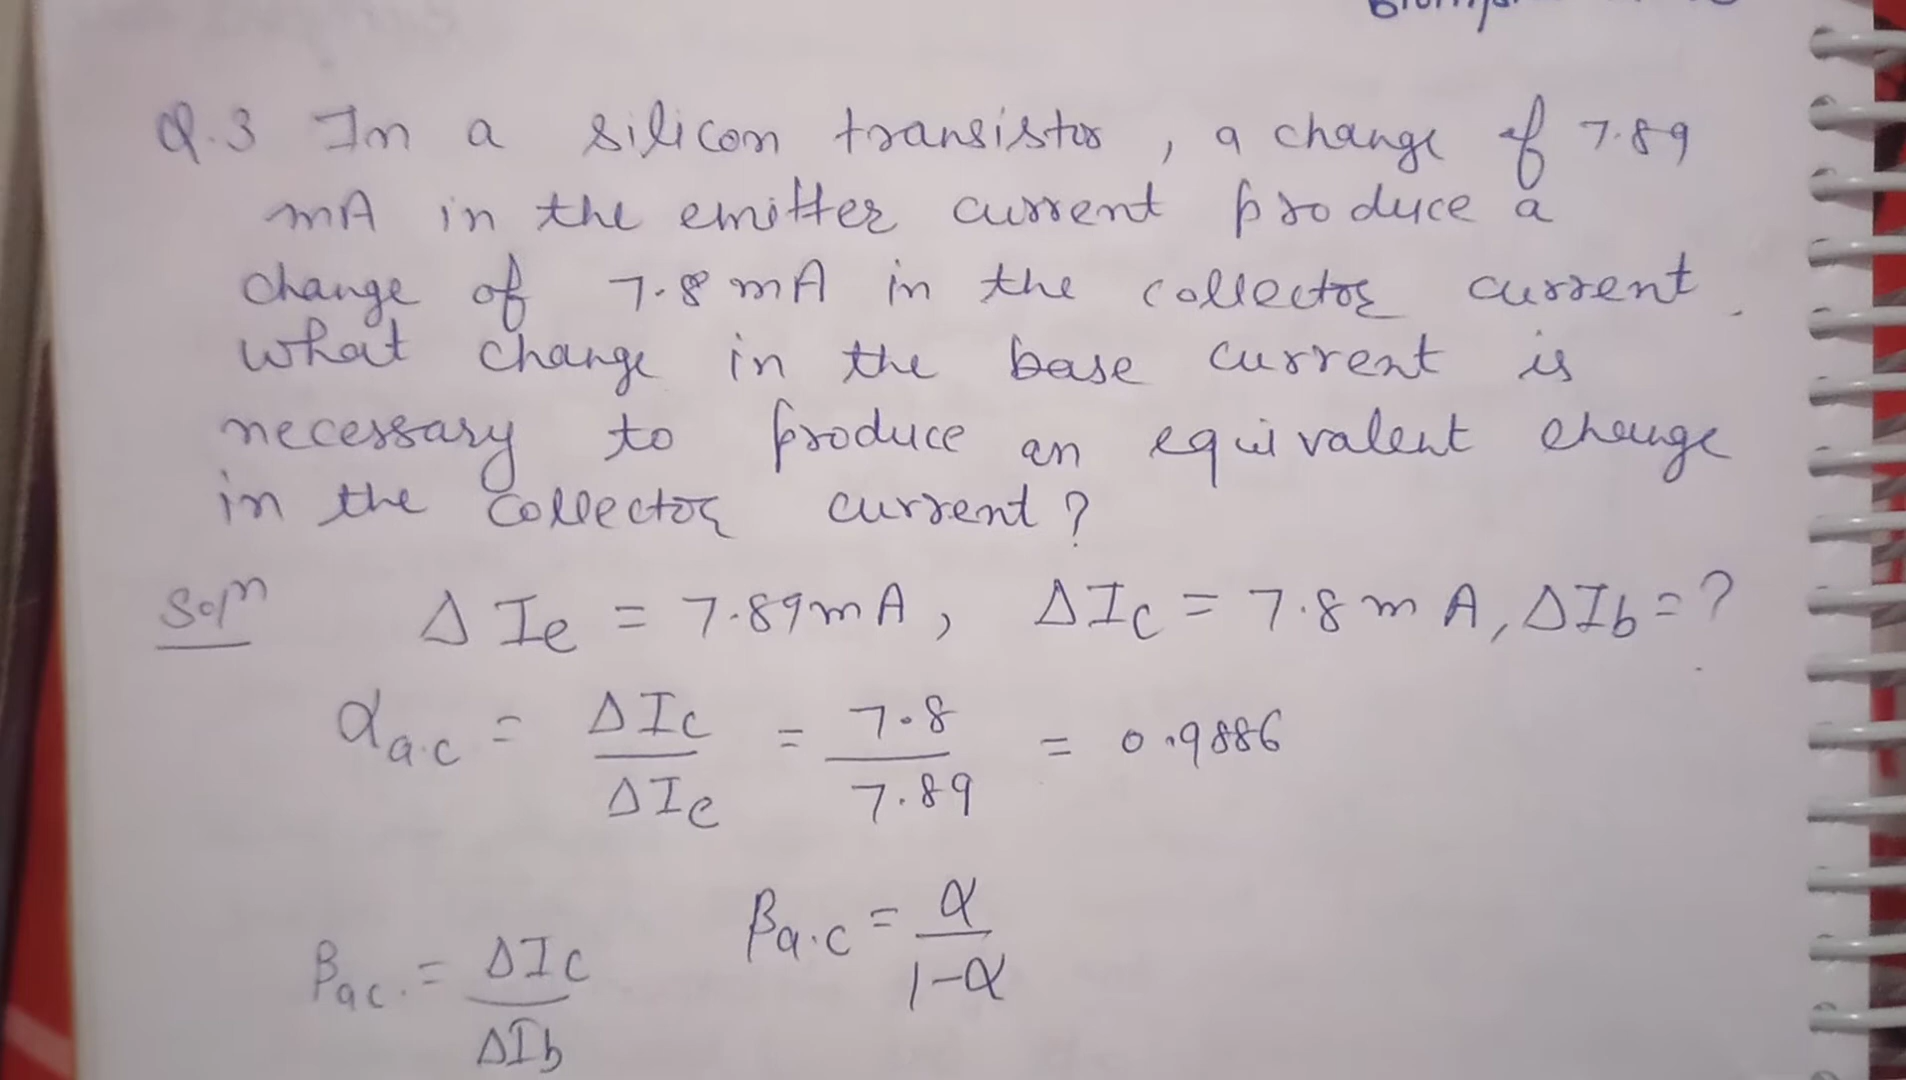 Q.3 In a silicon transistor, a change of 7.89
mA in the emitter current produce a
change of 7.8 mA in the collector current.
what change in the base current is
necessary to produce an equivalent change
in the collector current?
Solⁿ ΔIe = 7.89mA, ΔIc = 7.8 mA, ΔIb = ?
αa.c = ΔIc/ΔIe = 7.8/7.89 = 0.9886
βac. = ΔIc/ΔIb βa.c = α/1-α